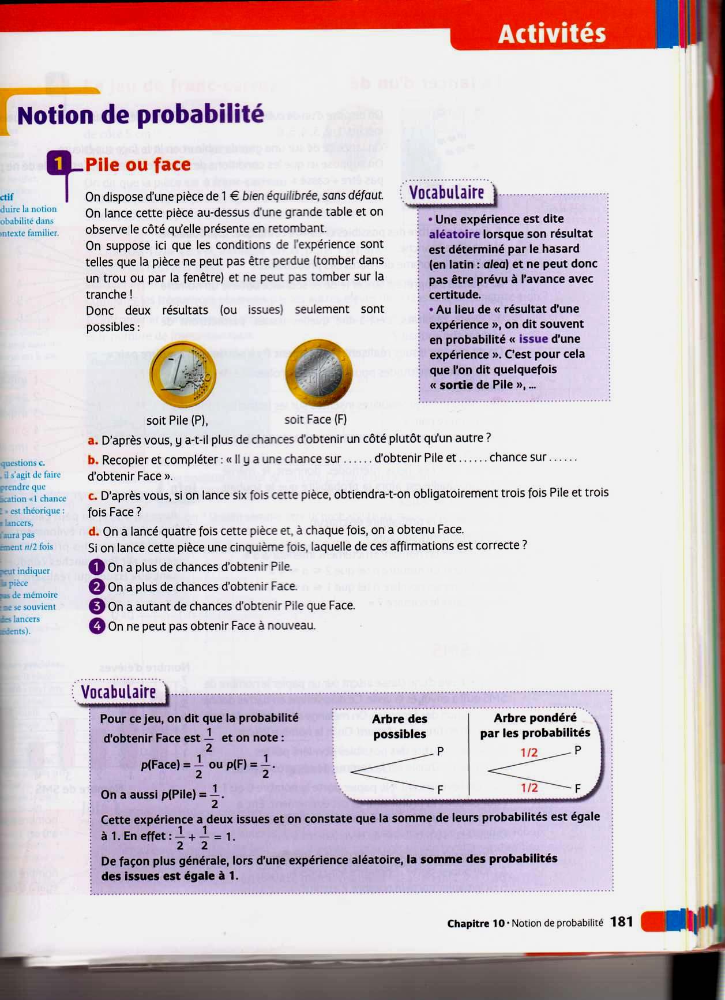 Activités
Notion de probabilité
1 Pile ou face
ctif
duire la notion
obabilité dans
ontexte familier.
On dispose d'une pièce de 1 € bien équilibrée, sans défaut.
On lance cette pièce au-dessus d'une grande table et on
observe le côté qu'elle présente en retombant.
On suppose ici que les conditions de l'expérience sont
telles que la pièce ne peut pas être perdue (tomber dans
un trou ou par la fenêtre) et ne peut pas tomber sur la
tranche !
Donc deux résultats (ou issues) seulement sont
possibles :
soit Pile (P),
soit Face (F)
Vocabulaire
• Une expérience est dite
aléatoire lorsque son résultat
est déterminé par le hasard
(en latin : alea) et ne peut donc
pas être prévu à l'avance avec
certitude.
• Au lieu de « résultat d'une
expérience », on dit souvent
en probabilité « issue d'une
expérience ». C'est pour cela
que l'on dit quelquefois
« sortie de Pile », ...
a. D'après vous, y a-t-il plus de chances d'obtenir un côté plutôt qu'un autre ?
b. Recopier et compléter : « Il y a une chance sur ...... d'obtenir Pile et ...... chance sur ......
d'obtenir Face ».
c. D'après vous, si on lance six fois cette pièce, obtiendra-t-on obligatoirement trois fois Pile et trois
fois Face ?
d. On a lancé quatre fois cette pièce et, à chaque fois, on a obtenu Face.
Si on lance cette pièce une cinquième fois, laquelle de ces affirmations est correcte ?
1 On a plus de chances d'obtenir Pile.
2 On a plus de chances d'obtenir Face.
3 On a autant de chances d'obtenir Pile que Face.
4 On ne peut pas obtenir Face à nouveau.
questions c.
, il s'agit de faire
prendre que
ication «1 chance
2 » est théorique :
lancers,
'aura pas
ément n/2 fois
peut indiquer
la pièce
pas de mémoire
ne se souvient
des lancers
édents).
Vocabulaire
Pour ce jeu, on dit que la probabilité
d'obtenir Face est 1/2 et on note :
p(Face) = 1/2 ou p(F) = 1/2.
On a aussi p(Pile) = 1/2.
Arbre des
possibles
P
F
Arbre pondéré
par les probabilités
1/2 P
1/2 F
Cette expérience a deux issues et on constate que la somme de leurs probabilités est égale
à 1. En effet : 1/2 + 1/2 = 1.
De façon plus générale, lors d'une expérience aléatoire, la somme des probabilités
des issues est égale à 1.
Chapitre 10 • Notion de probabilité 181